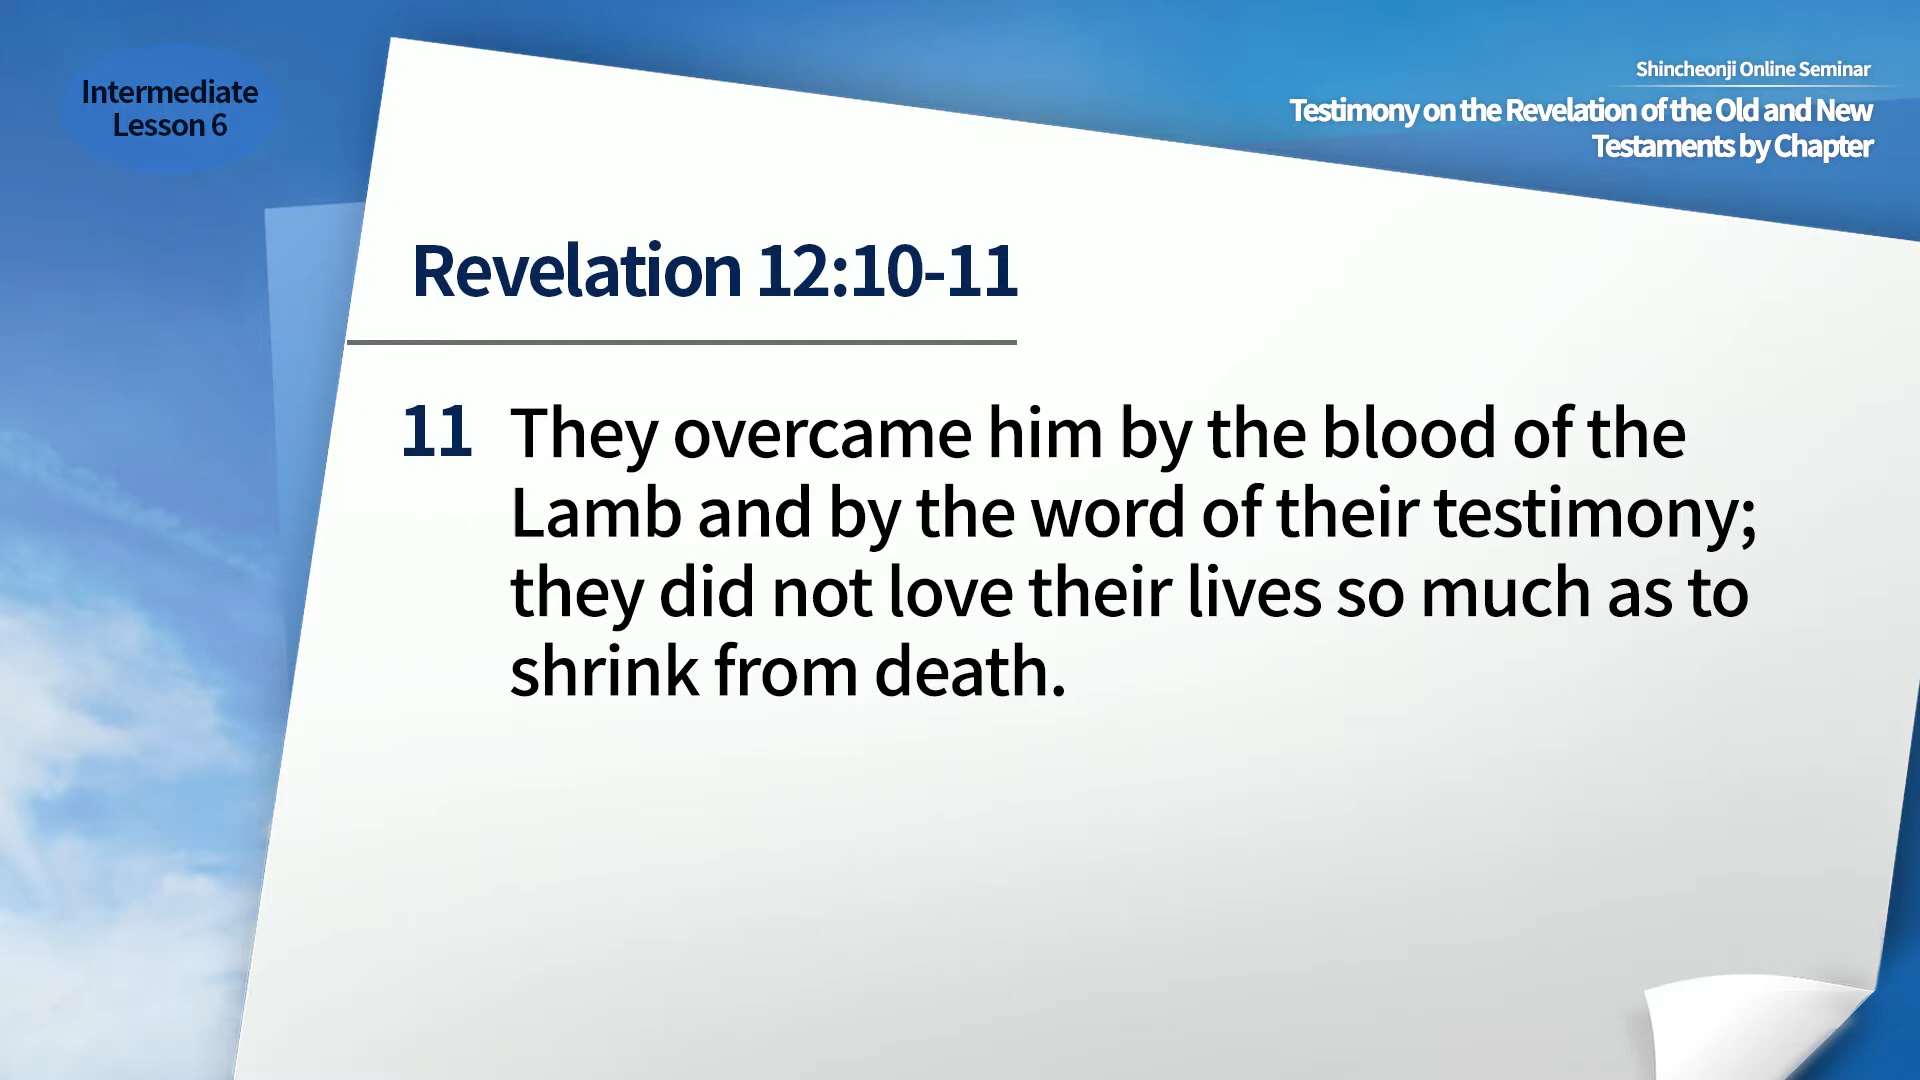 Intermediate
Lesson 6
Shincheonji Online Seminar
Testimony on the Revelation of the Old and New
Testaments by Chapter
Revelation 12:10-11
11 They overcame him by the blood of the
Lamb and by the word of their testimony;
they did not love their lives so much as to
shrink from death.